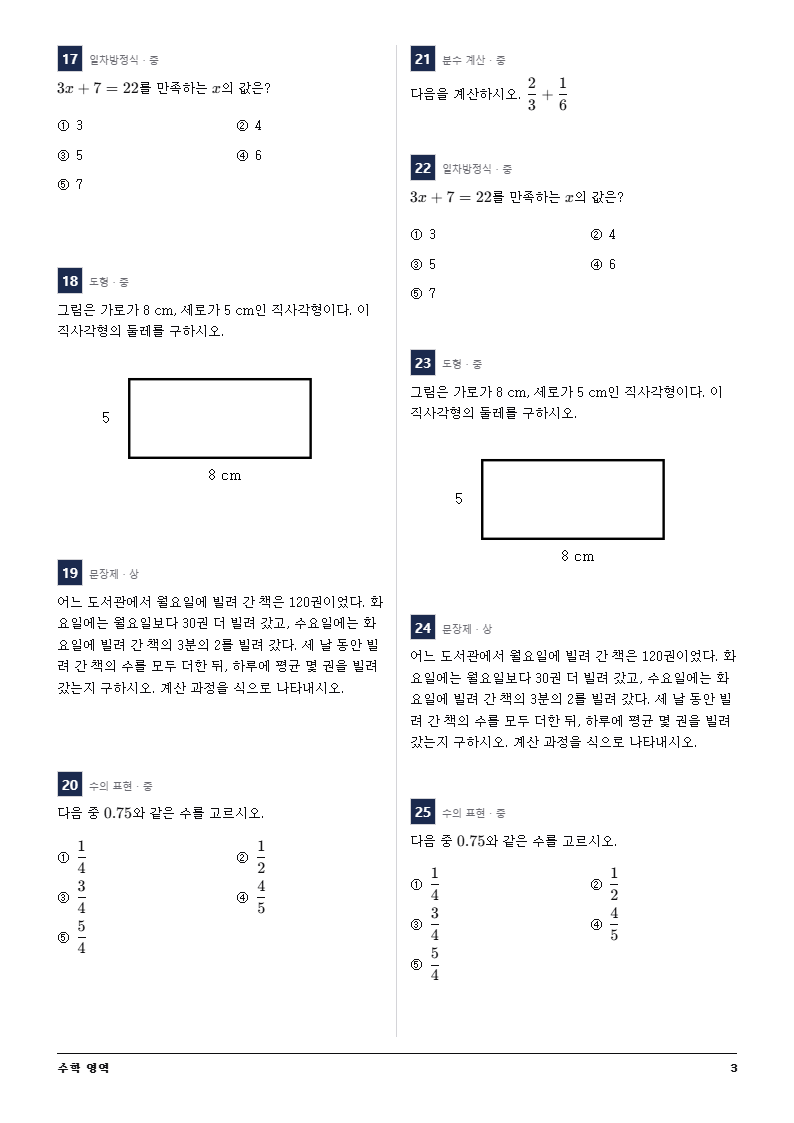 17 일차방정식 · 중
3x + 7 = 22를 만족하는 x의 값은?
① 3 ② 4
③ 5 ④ 6
⑤ 7
18 도형 · 중
그림은 가로가 8 cm, 세로가 5 cm인 직사각형이다. 이
직사각형의 둘레를 구하시오.
5
8 cm
19 문장제 · 상
어느 도서관에서 월요일에 빌려 간 책은 120권이었다. 화
요일에는 월요일보다 30권 더 빌려 갔고, 수요일에는 화
요일에 빌려 간 책의 3분의 2를 빌려 갔다. 세 날 동안 빌
려 간 책의 수를 모두 더한 뒤, 하루에 평균 몇 권을 빌려
갔는지 구하시오. 계산 과정을 식으로 나타내시오.
20 수의 표현 · 중
다음 중 0.75와 같은 수를 고르시오.
① 1/4 ② 1/2
③ 3/4 ④ 4/5
⑤ 5/4
21 분수 계산 · 중
다음을 계산하시오. 2/3 + 1/6
22 일차방정식 · 중
3x + 7 = 22를 만족하는 x의 값은?
① 3 ② 4
③ 5 ④ 6
⑤ 7
23 도형 · 중
그림은 가로가 8 cm, 세로가 5 cm인 직사각형이다. 이
직사각형의 둘레를 구하시오.
5
8 cm
24 문장제 · 상
어느 도서관에서 월요일에 빌려 간 책은 120권이었다. 화
요일에는 월요일보다 30권 더 빌려 갔고, 수요일에는 화
요일에 빌려 간 책의 3분의 2를 빌려 갔다. 세 날 동안 빌
려 간 책의 수를 모두 더한 뒤, 하루에 평균 몇 권을 빌려
갔는지 구하시오. 계산 과정을 식으로 나타내시오.
25 수의 표현 · 중
다음 중 0.75와 같은 수를 고르시오.
① 1/4 ② 1/2
③ 3/4 ④ 4/5
⑤ 5/4
수학 영역 3